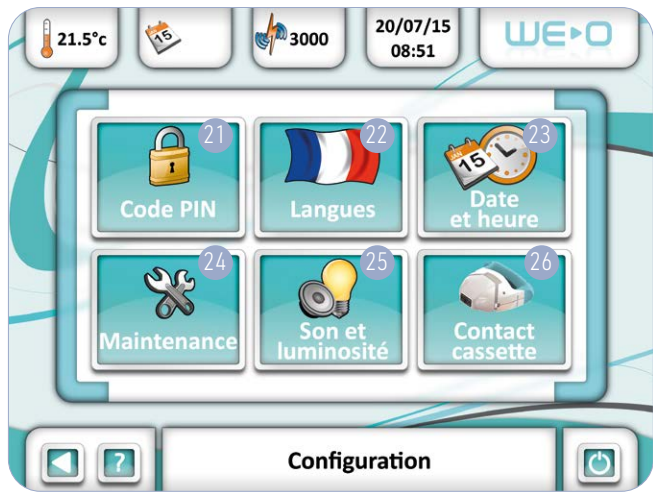 21.5°c
15
3000
20/07/15
08:51
WE▸O
21
Code PIN
22
Langues
23
JAN
15
Date
et heure
24
Maintenance
25
Son et
luminosité
26
Contact
cassette
?
Configuration